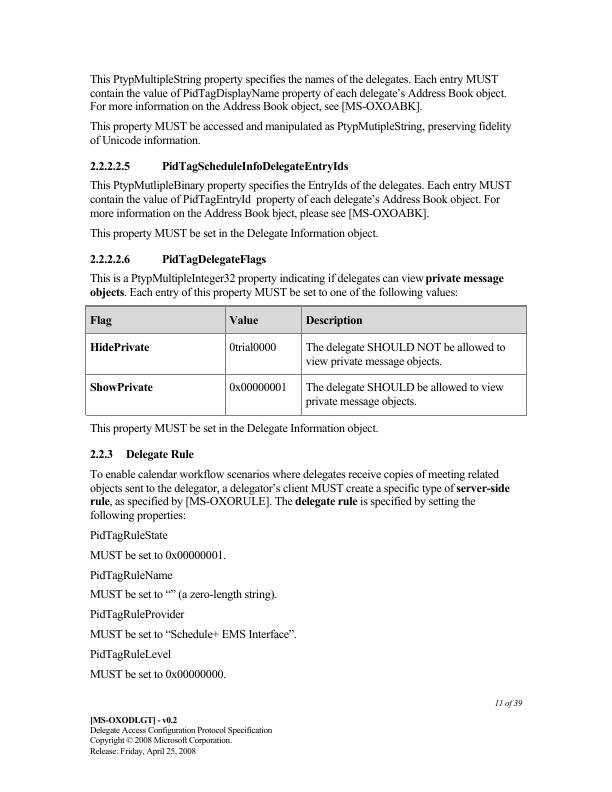 This PtypMultipleString property specifies the names of the delegates. Each entry MUST
contain the value of PidTagDisplayName property of each delegate's Address Book object.
For more information on the Address Book object, see [MS-OXOABK].
This property MUST be accessed and manipulated as PtypMutipleString, preserving fidelity
of Unicode information.
2.2.2.2.5 PidTagScheduleInfoDelegateEntryIds
This PtypMutlipleBinary property specifies the EntryIds of the delegates. Each entry MUST
contain the value of PidTagEntryId property of each delegate's Address Book object. For
more information on the Address Book bject, please see [MS-OXOABK].
This property MUST be set in the Delegate Information object.
2.2.2.2.6 PidTagDelegateFlags
This is a PtypMultipleInteger32 property indicating if delegates can view private message
objects. Each entry of this property MUST be set to one of the following values:
Flag Value Description
HidePrivate 0trial0000 The delegate SHOULD NOT be allowed to
view private message objects.
ShowPrivate 0x00000001 The delegate SHOULD be allowed to view
private message objects.
This property MUST be set in the Delegate Information object.
2.2.3 Delegate Rule
To enable calendar workflow scenarios where delegates receive copies of meeting related
objects sent to the delegator, a delegator's client MUST create a specific type of server-side
rule, as specified by [MS-OXORULE]. The delegate rule is specified by setting the
following properties:
PidTagRuleState
MUST be set to 0x00000001.
PidTagRuleName
MUST be set to “” (a zero-length string).
PidTagRuleProvider
MUST be set to “Schedule+ EMS Interface”.
PidTagRuleLevel
MUST be set to 0x00000000.
11 of 39
[MS-OXODLGT] - v0.2
Delegate Access Configuration Protocol Specification
Copyright © 2008 Microsoft Corporation.
Release: Friday, April 25, 2008